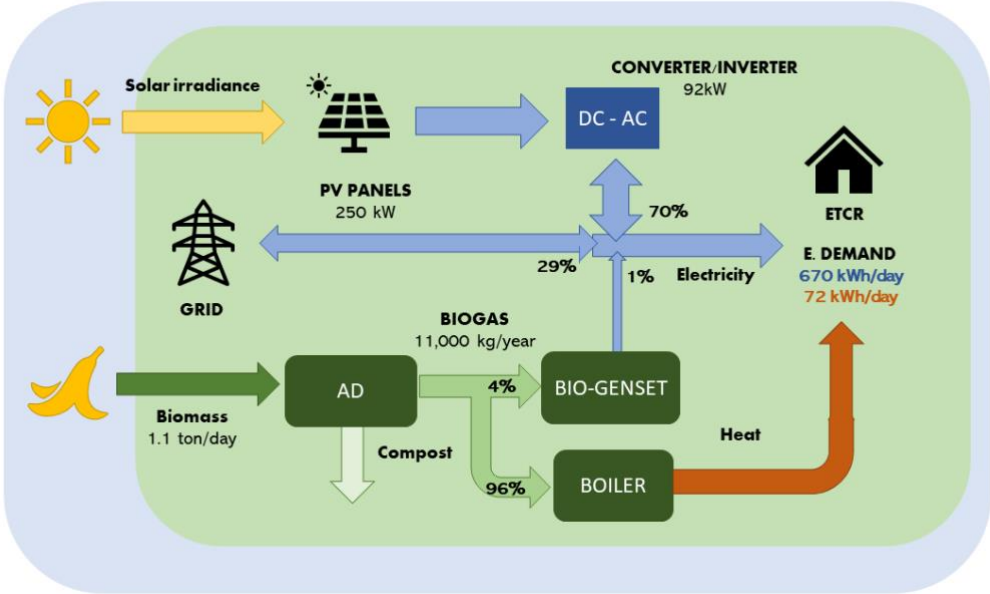 Solar irradiance
CONVERTER/INVERTER
92kW
DC - AC
PV PANELS
250 kW
70%
ETCR
29%
1%
Electricity
E. DEMAND
670 kWh/day
72 kWh/day
GRID
BIOGAS
11,000 kg/year
AD
4%
BIO-GENSET
Biomass
1.1 ton/day
Compost
Heat
96%
BOILER